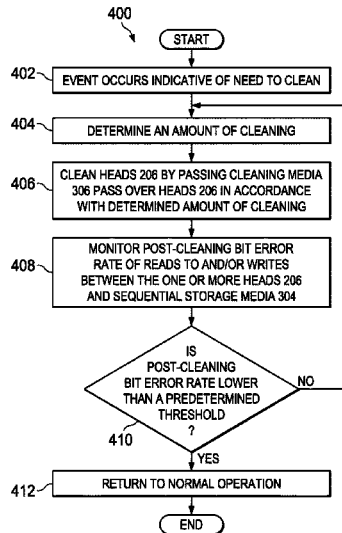 400
START
402
EVENT OCCURS INDICATIVE OF NEED TO CLEAN
404
DETERMINE AN AMOUNT OF CLEANING
406
CLEAN HEADS 206 BY PASSING CLEANING MEDIA
306 PASS OVER HEADS 206 IN ACCORDANCE
WITH DETERMINED AMOUNT OF CLEANING
408
MONITOR POST-CLEANING BIT ERROR
RATE OF READS TO AND/OR WRITES
BETWEEN THE ONE OR MORE HEADS 206
AND SEQUENTIAL STORAGE MEDIA 304
IS
POST-CLEANING
BIT ERROR RATE LOWER
THAN A PREDETERMINED
THRESHOLD
?
NO
410
YES
412
RETURN TO NORMAL OPERATION
END